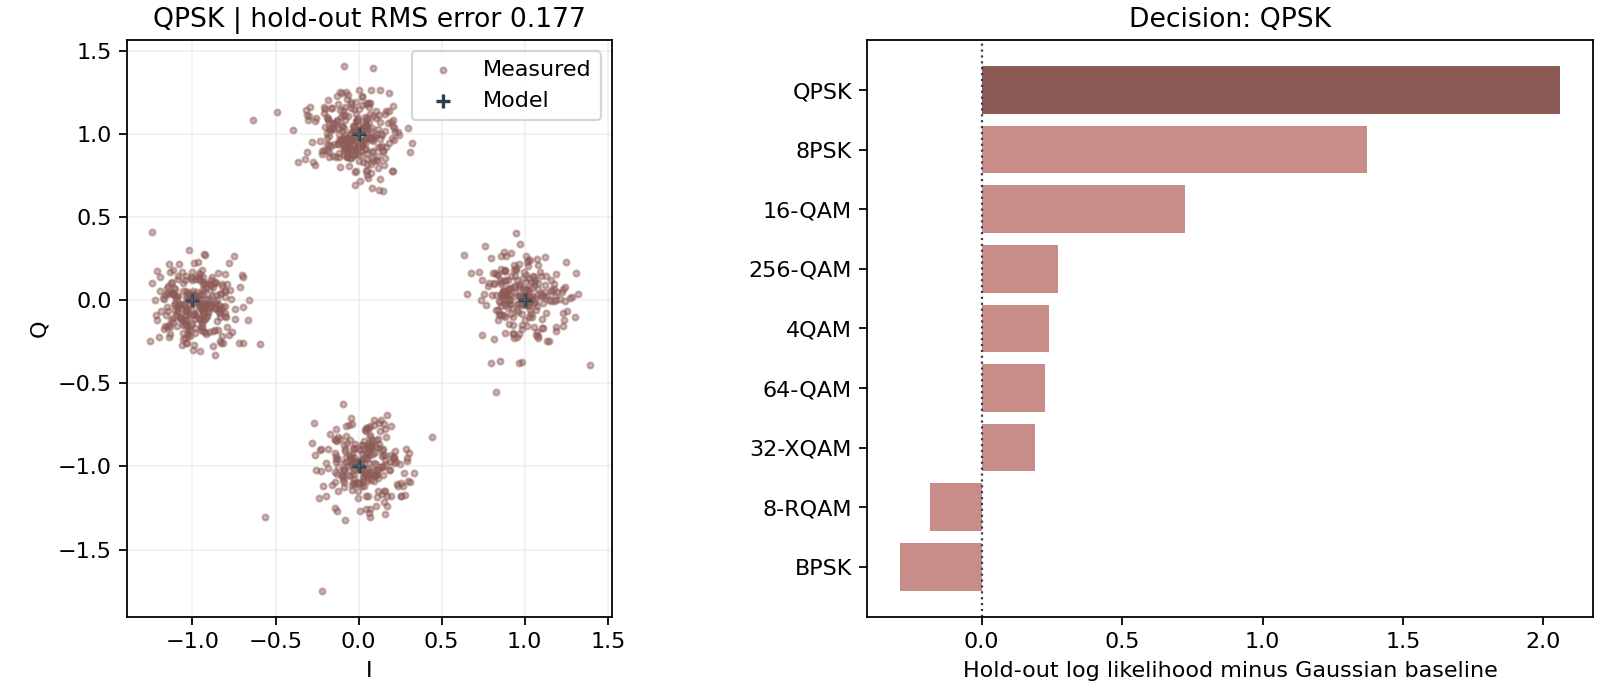 QPSK | hold-out RMS error 0.177
Measured
Model
1.5
1.0
0.5
0.0
−0.5
−1.0
−1.5
Q
−1.0
−0.5
0.0
0.5
1.0
1.5
I
Decision: QPSK
QPSK
8PSK
16-QAM
256-QAM
4QAM
64-QAM
32-XQAM
8-RQAM
BPSK
0.0
0.5
1.0
1.5
2.0
Hold-out log likelihood minus Gaussian baseline